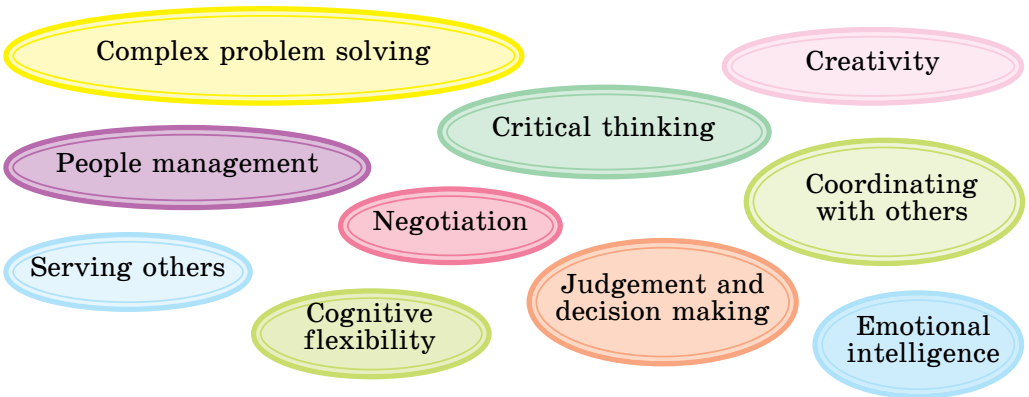 Complex problem solving
Creativity
Critical thinking
People management
Coordinating
with others
Negotiation
Serving others
Judgement and
decision making
Cognitive
flexibility
Emotional
intelligence